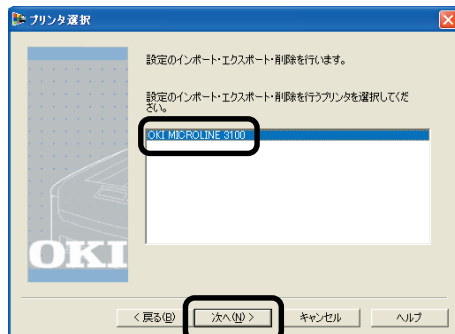 プリンタ選択
設定のインポート・エクスポート・削除を行います。
設定のインポート・エクスポート・削除を行うプリンタを選択してくだ
さい。
OKI MICROLINE 3100
OKI
< 戻る(B)
次へ(N) >
キャンセル
ヘルプ